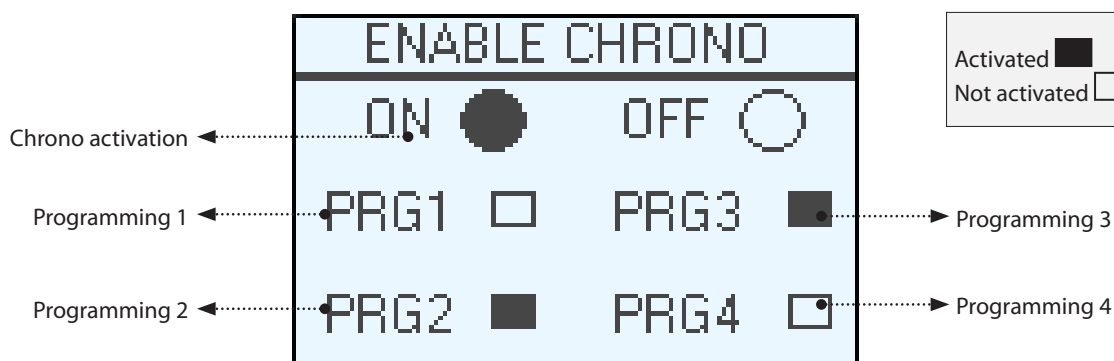 ENABLE CHRONO
ON OFF
Chrono activation
PRG1 PRG3
Programming 1
Programming 3
PRG2 PRG4
Programming 2
Programming 4
Activated
Not activated